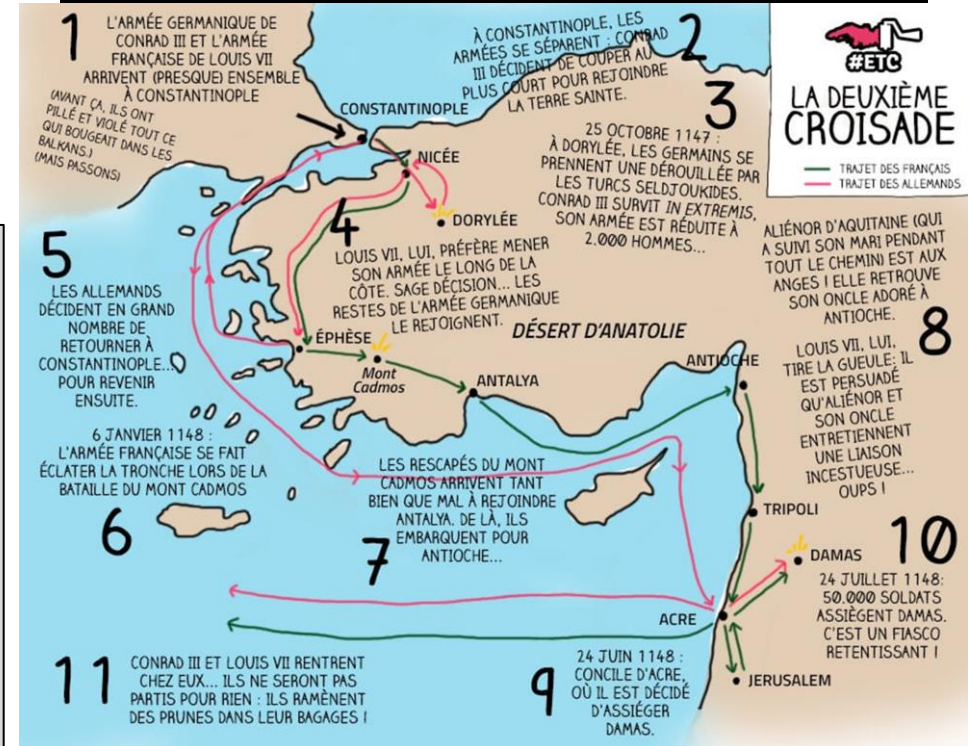 1
L'ARMÉE GERMANIQUE DE
CONRAD III ET L'ARMÉE
FRANÇAISE DE LOUIS VII
ARRIVENT (PRESQUE) ENSEMBLE
À CONSTANTINOPLE
(AVANT ÇA, ILS ONT
PILLÉ ET VIOLÉ TOUT CE
QUI BOUGEAIT DANS LES
BALKANS.)
(MAIS PASSONS)
2
À CONSTANTINOPLE, LES
ARMÉES SE SÉPARENT : CONRAD
III DÉCIDENT DE COUPER AU
PLUS COURT POUR REJOINDRE
LA TERRE SAINTE.
#ETC
LA DEUXIÈME
CROISADE
TRAJET DES FRANÇAIS
TRAJET DES ALLEMANDS
CONSTANTINOPLE
NICÉE
DORYLÉE
3
25 OCTOBRE 1147 :
À DORYLÉE, LES GERMAINS SE
PRENNENT UNE DÉROUILLÉE PAR
LES TURCS SELDJOUKIDES.
CONRAD III SURVIT IN EXTREMIS,
SON ARMÉE EST RÉDUITE À
2.000 HOMMES...
4
LOUIS VII, LUI, PRÉFÈRE MENER
SON ARMÉE LE LONG DE LA
CÔTE. SAGE DÉCISION... LES
RESTES DE L'ARMÉE GERMANIQUE
LE REJOIGNENT.
5
LES ALLEMANDS
DÉCIDENT EN GRAND
NOMBRE DE
RETOURNER À
CONSTANTINOPLE...
POUR REVENIR
ENSUITE.
ÉPHÈSE
Mont
Cadmos
ANTALYA
DÉSERT D'ANATOLIE
ANTIOCHE
6 JANVIER 1148 :
L'ARMÉE FRANÇAISE SE FAIT
ÉCLATER LA TRONCHE LORS DE LA
BATAILLE DU MONT CADMOS
6
LES RESCAPÉS DU MONT
CADMOS ARRIVENT TANT
BIEN QUE MAL À REJOINDRE
ANTALYA. DE LÀ, ILS
EMBARQUENT POUR
ANTIOCHE...
7
ALIÉNOR D'AQUITAINE (QUI
A SUIVI SON MARI PENDANT
TOUT LE CHEMIN) EST AUX
ANGES ! ELLE RETROUVE
SON ONCLE ADORÉ À
ANTIOCHE.
8
LOUIS VII, LUI,
TIRE LA GUEULE: IL
EST PERSUADÉ
QU'ALIÉNOR ET
SON ONCLE
ENTRETIENNENT
UNE LIAISON
INCESTUEUSE...
OUPS !
TRIPOLI
DAMAS
ACRE
JERUSALEM
9
24 JUIN 1148 :
CONCILE D'ACRE,
OÙ IL EST DÉCIDÉ
D'ASSIÉGER
DAMAS.
10
24 JUILLET 1148:
50.000 SOLDATS
ASSIÈGENT DAMAS.
C'EST UN FIASCO
RETENTISSANT !
11
CONRAD III ET LOUIS VII RENTRENT
CHEZ EUX... ILS NE SERONT PAS
PARTIS POUR RIEN : ILS RAMÈNENT
DES PRUNES DANS LEUR BAGAGES !